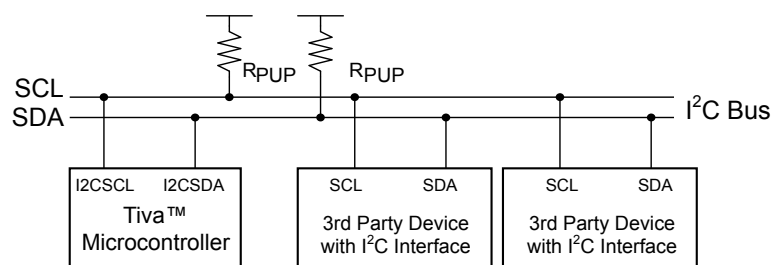 RPUP RPUP
SCL
SDA
I²C Bus
I2CSCL I2CSDA SCL SDA SCL SDA
Tiva™
Microcontroller
3rd Party Device
with I²C Interface
3rd Party Device
with I²C Interface